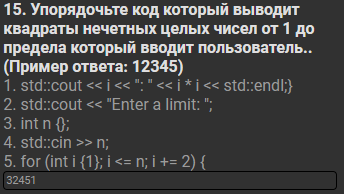 15. Упорядочьте код который выводит
квадраты нечетных целых чисел от 1 до
предела который вводит пользователь..
(Пример ответа: 12345)
1. std::cout << i << ": " << i * i << std::endl;}
2. std::cout << "Enter a limit: ";
3. int n {};
4. std::cin >> n;
5. for (int i {1}; i <= n; i += 2) {
32451